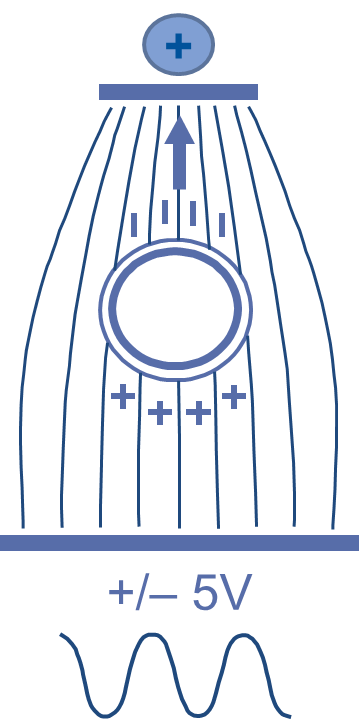 +
– – – –
+ + + +
+/– 5V